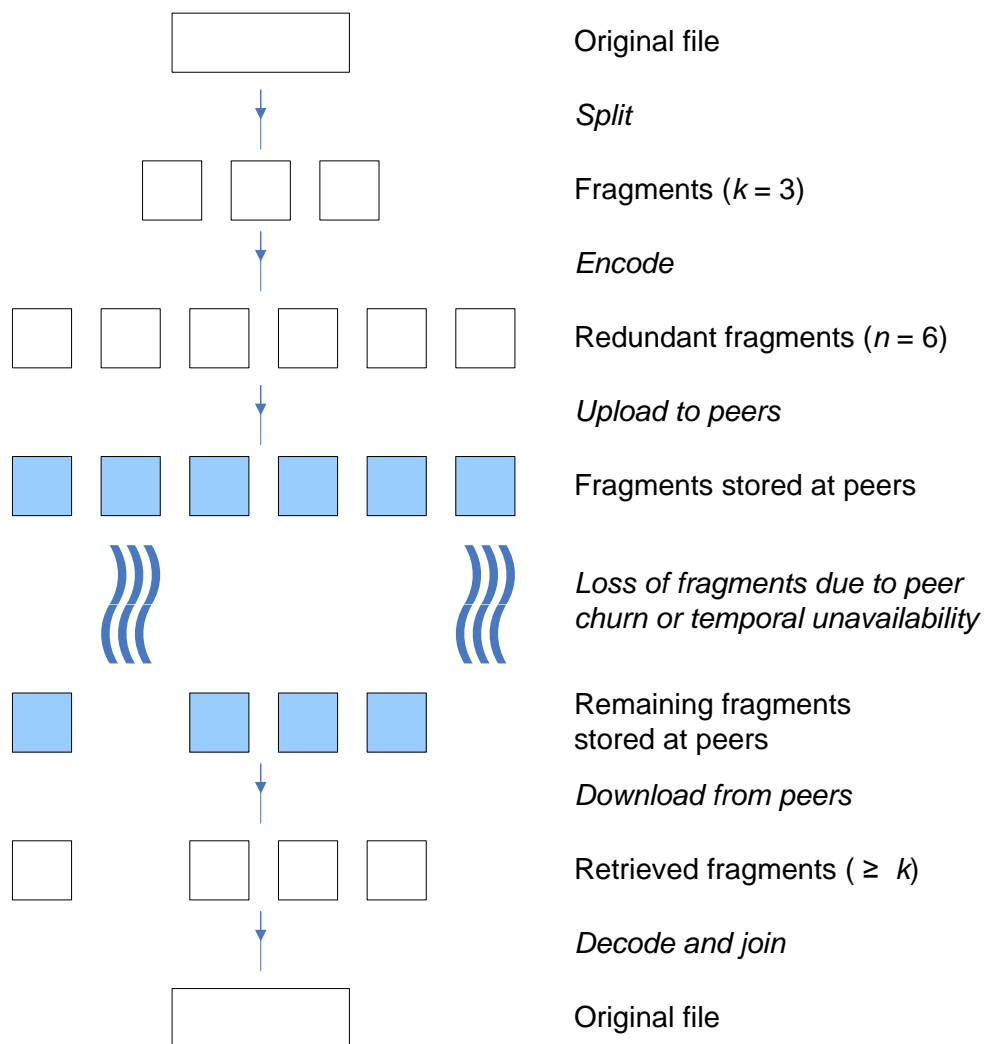 Original file
Split
Fragments (k = 3)
Encode
Redundant fragments (n = 6)
Upload to peers
Fragments stored at peers
Loss of fragments due to peer
churn or temporal unavailability
Remaining fragments
stored at peers
Download from peers
Retrieved fragments ( ≥ k)
Decode and join
Original file